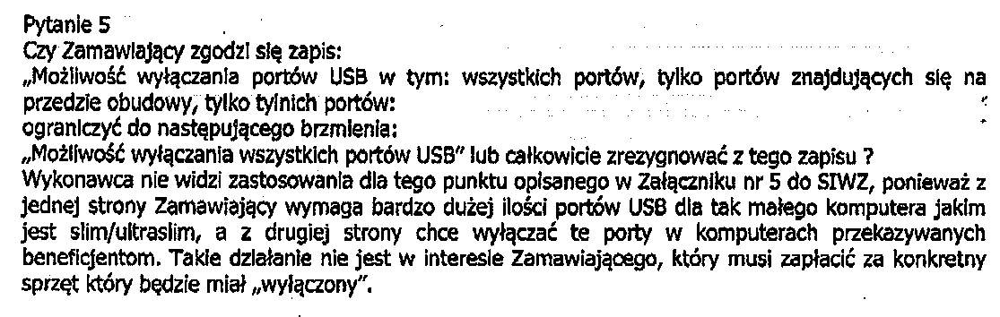 Pytanie 5
Czy Zamawiający zgodzi się zapis:
„Możliwość wyłączania portów USB w tym: wszystkich portów, tylko portów znajdujących się na
przedzie obudowy, tylko tylnich portów:
ograniczyć do następującego brzmienia:
„Możliwość wyłączania wszystkich portów USB" lub całkowicie zrezygnować z tego zapisu ?
Wykonawca nie widzi zastosowania dla tego punktu opisanego w Załączniku nr 5 do SIWZ, ponieważ z
jednej strony Zamawiający wymaga bardzo dużej ilości portów USB dla tak małego komputera jakim
jest slim/ultraslim, a z drugiej strony chce wyłączać te porty w komputerach przekazywanych
beneficjentom. Takie działanie nie jest w interesie Zamawiającego, który musi zapłacić za konkretny
sprzęt który będzie miał „wyłączony".